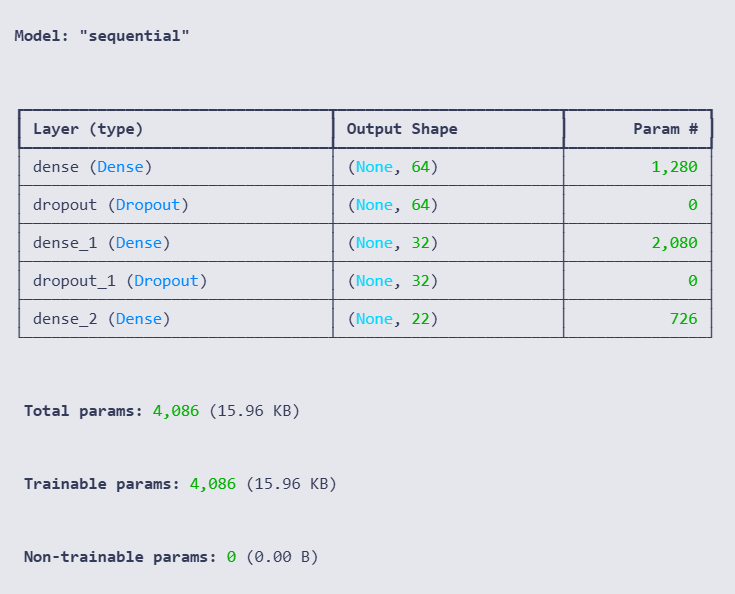 Model: "sequential"
Layer (type) Output Shape Param #
dense (Dense) (None, 64) 1,280
dropout (Dropout) (None, 64) 0
dense_1 (Dense) (None, 32) 2,080
dropout_1 (Dropout) (None, 32) 0
dense_2 (Dense) (None, 22) 726
Total params: 4,086 (15.96 KB)
Trainable params: 4,086 (15.96 KB)
Non-trainable params: 0 (0.00 B)